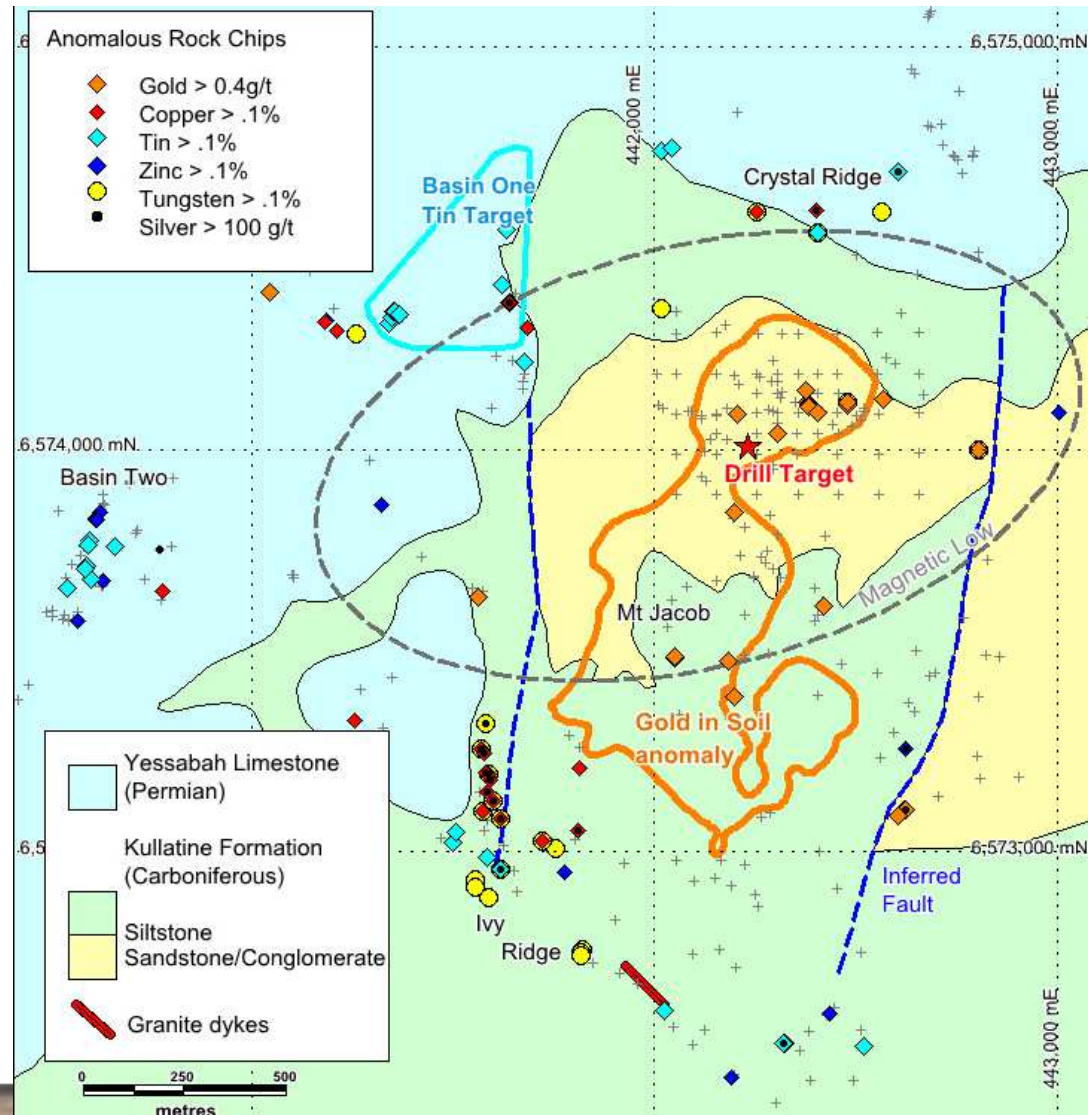 Anomalous Rock Chips
Gold > 0.4g/t
Copper > .1%
Tin > .1%
Zinc > .1%
Tungsten > .1%
Silver > 100 g/t
6,575,000 mN
442,000 mE
443,000 mE
Crystal Ridge
Basin One
Tin Target
6,574,000 mN.
Basin Two
Drill Target
Magnetic Low
Mt Jacob
Gold in Soil
anomaly
Yessabah Limestone
(Permian)
Kullatine Formation
(Carboniferous)
Siltstone
Sandstone/Conglomerate
Granite dykes
6,573,000 mN
Inferred
Fault
Ivy
Ridge
443,000 mE
0 250 500
metres